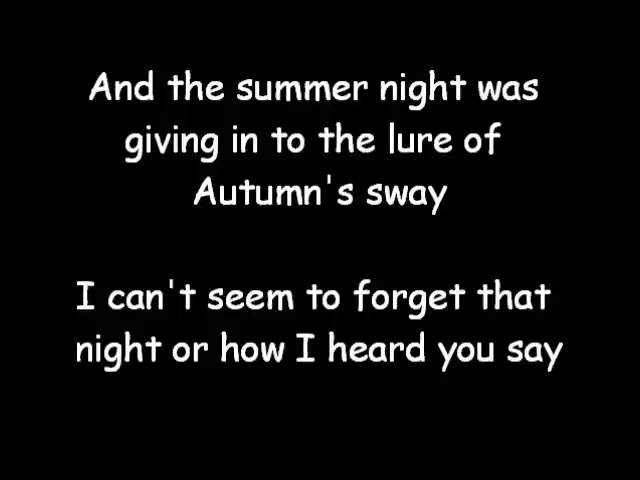 And the summer night was
giving in to the lure of
Autumn's sway
I can't seem to forget that
night or how I heard you say